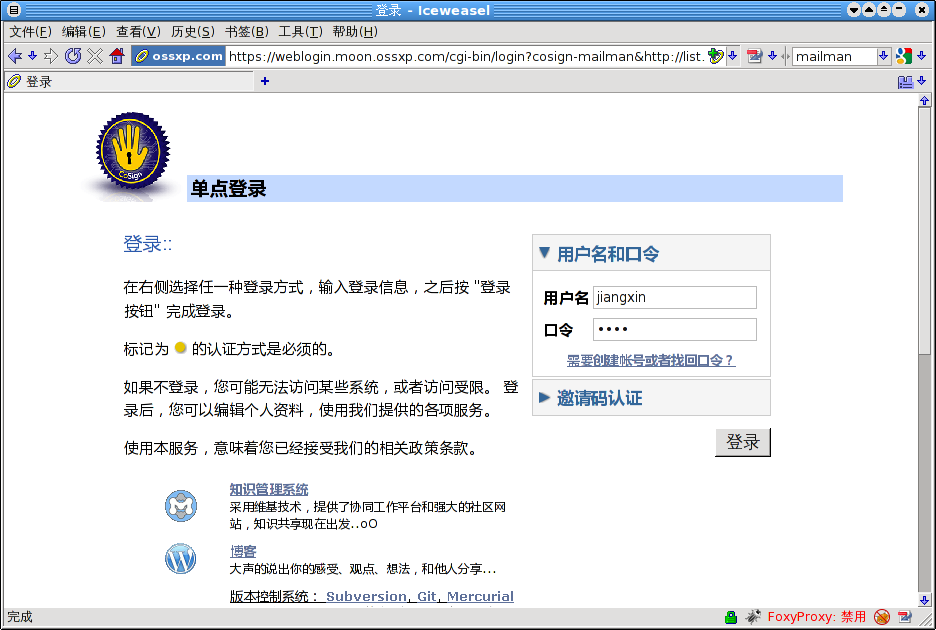 登录 - Iceweasel
文件(F) 编辑(E) 查看(V) 历史(S) 书签(B) 工具(T) 帮助(H)
ossxp.com https://weblogin.moon.ossxp.com/cgi-bin/login?cosign-mailman&http://list. mailman
登录
CoSign
单点登录
登录::
在右侧选择任一种登录方式，输入登录信息，之后按 "登录
按钮" 完成登录。
标记为 的认证方式是必须的。
如果不登录，您可能无法访问某些系统，或者访问受限。 登
录后，您可以编辑个人资料，使用我们提供的各项服务。
使用本服务，意味着您已经接受我们的相关政策条款。
知识管理系统
采用维基技术，提供了协同工作平台和强大的社区网
站，知识共享现在出发..oO
博客
大声的说出你的感受、观点、想法，和他人分享...
版本控制系统： Subversion, Git, Mercurial
用户名和口令
用户名 jiangxin
口令 ••••
需要创建帐号或者找回口令？
邀请码认证
登录
完成
FoxyProxy: 禁用